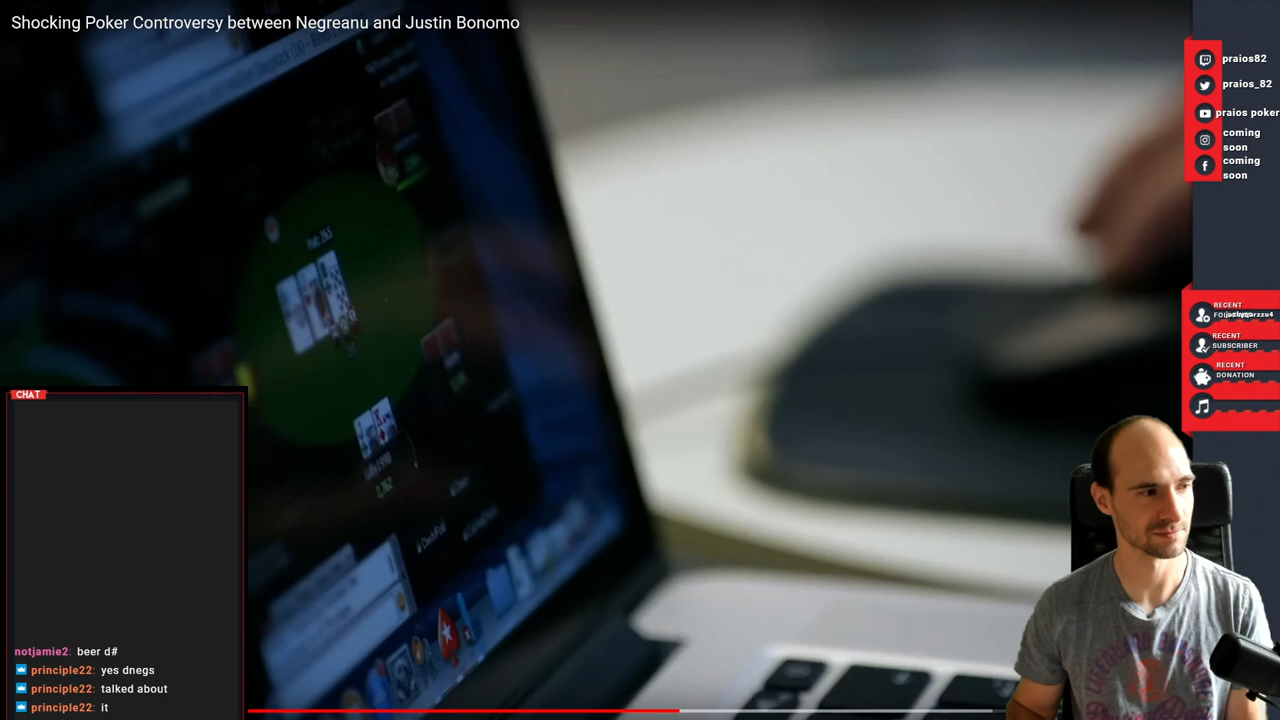 Shocking Poker Controversy between Negreanu and Justin Bonomo
praios82
praios_82
praios poker
coming
soon
coming
soon
RECENT
RECENT
SUBSCRIBER
RECENT
DONATION
CHAT
notjamie2: beer d#
principle22: yes dnegs
principle22: talked about
principle22: it